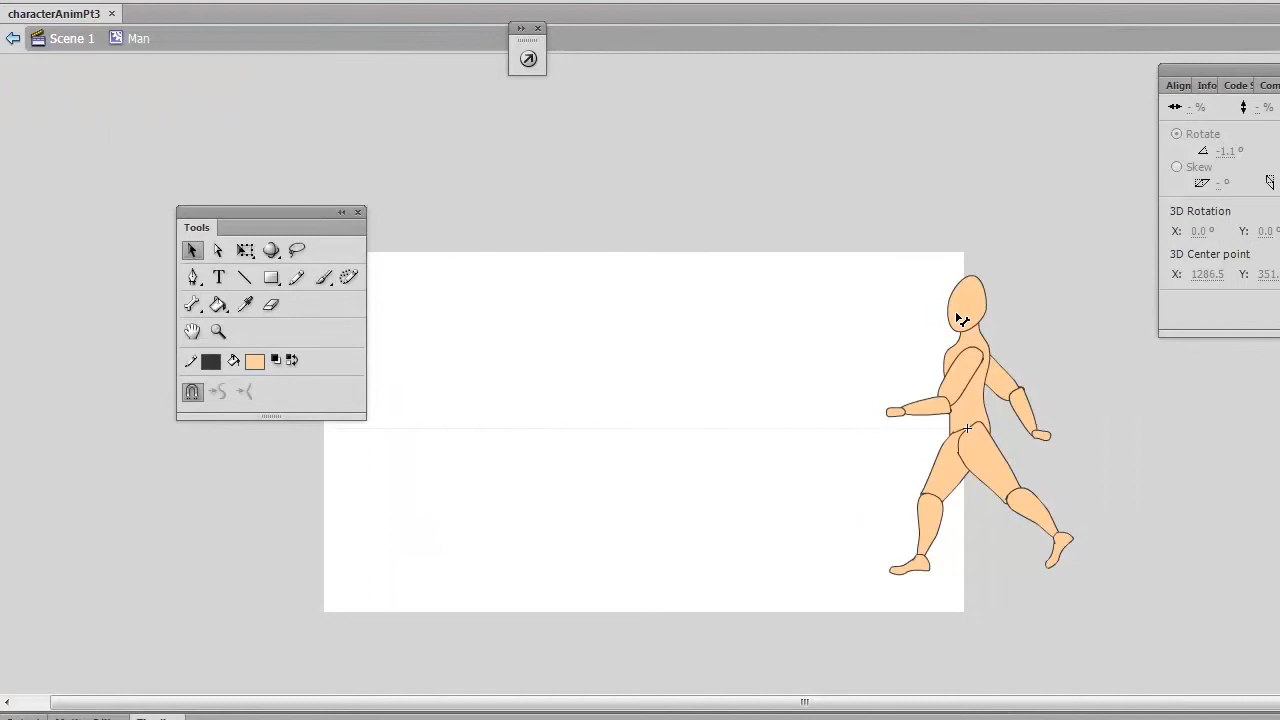 characterAnimPt3
Scene 1 Man
Align Info Code S Com
- % - %
Rotate
-1.1 °
Skew
- °
3D Rotation
X: 0.0 ° Y: 0.0 °
3D Center point
X: 1286.5 Y: 351.
Tools
T